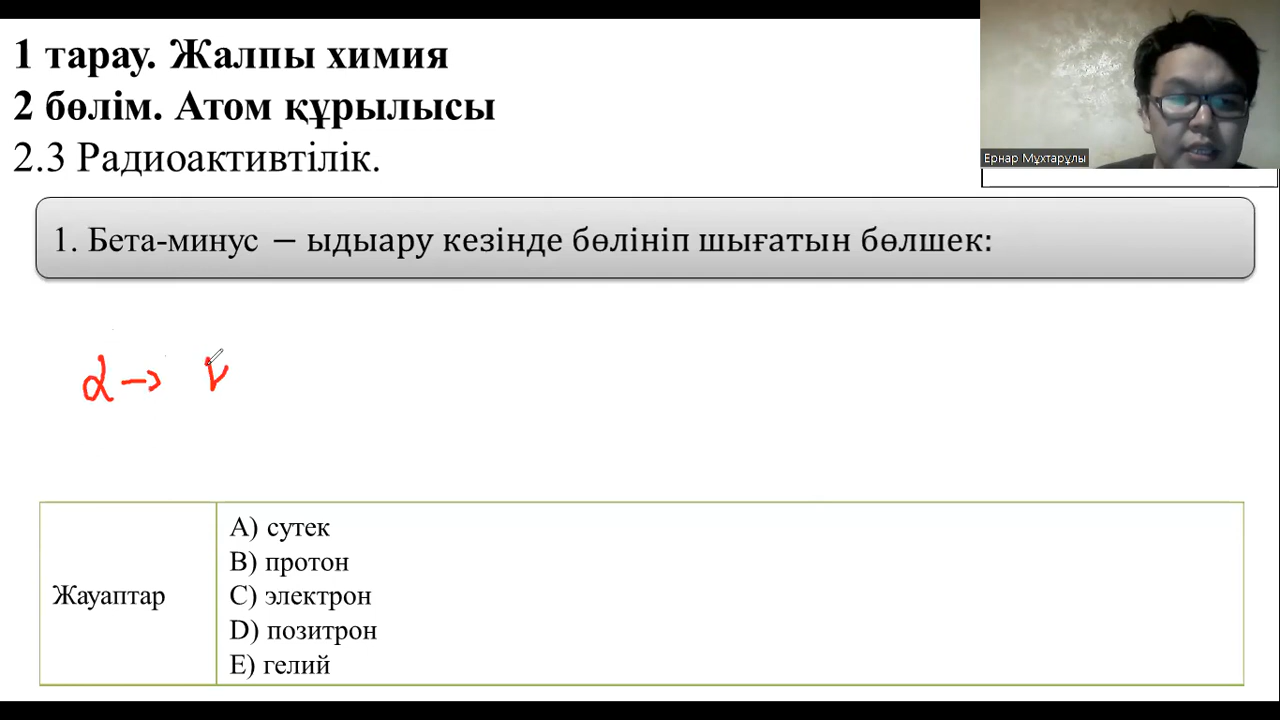 1 тарау. Жалпы химия
2 бөлім. Атом құрылысы
2.3 Радиоактивтілік.
Ернар Мұхтарұлы
1. Бета-минус – ыдыару кезінде бөлініп шығатын бөлшек:
α →
Жауаптар
A) сутек
B) протон
C) электрон
D) позитрон
E) гелий